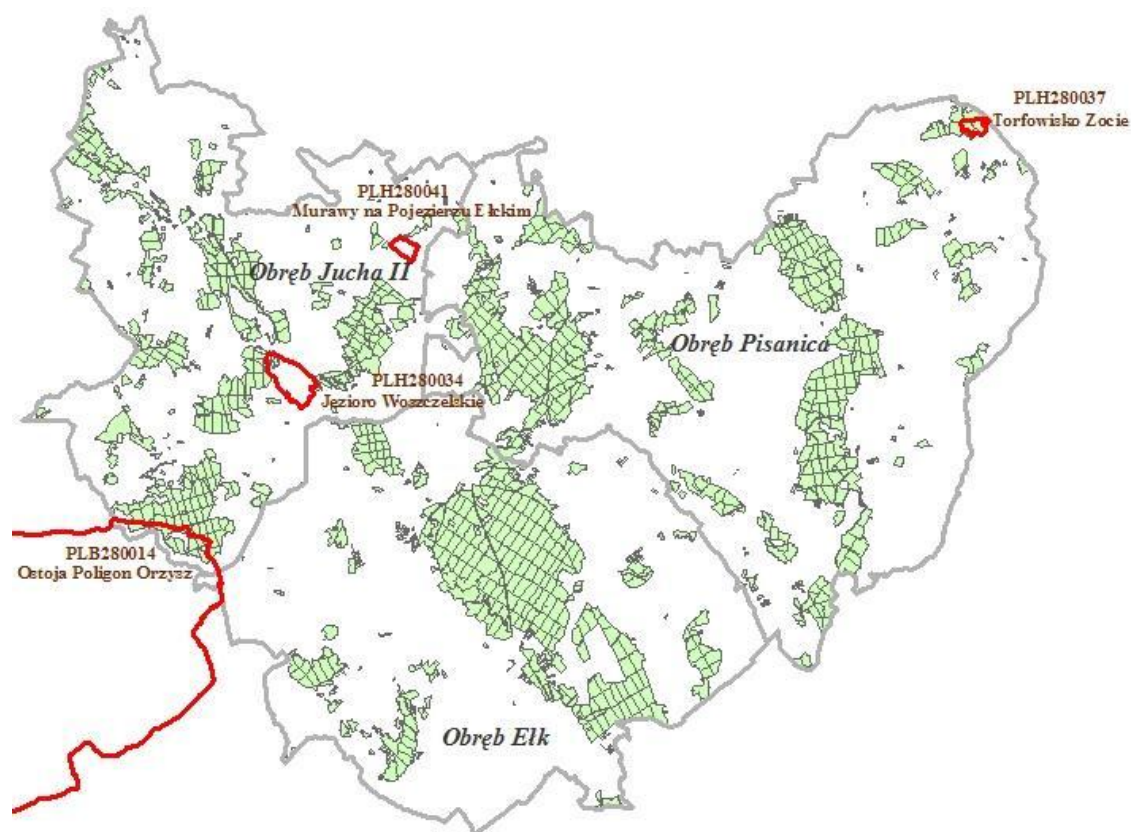 PLH280037
Torfowisko Zocie
PLH280041
Murawy na Pojezierzu Ełckim
Obręb Jucha II
Obręb Pisanica
PLH280034
Jezioro Woszczelskie
PLB280014
Ostoja Poligon Orzysz
Obręb Ełk